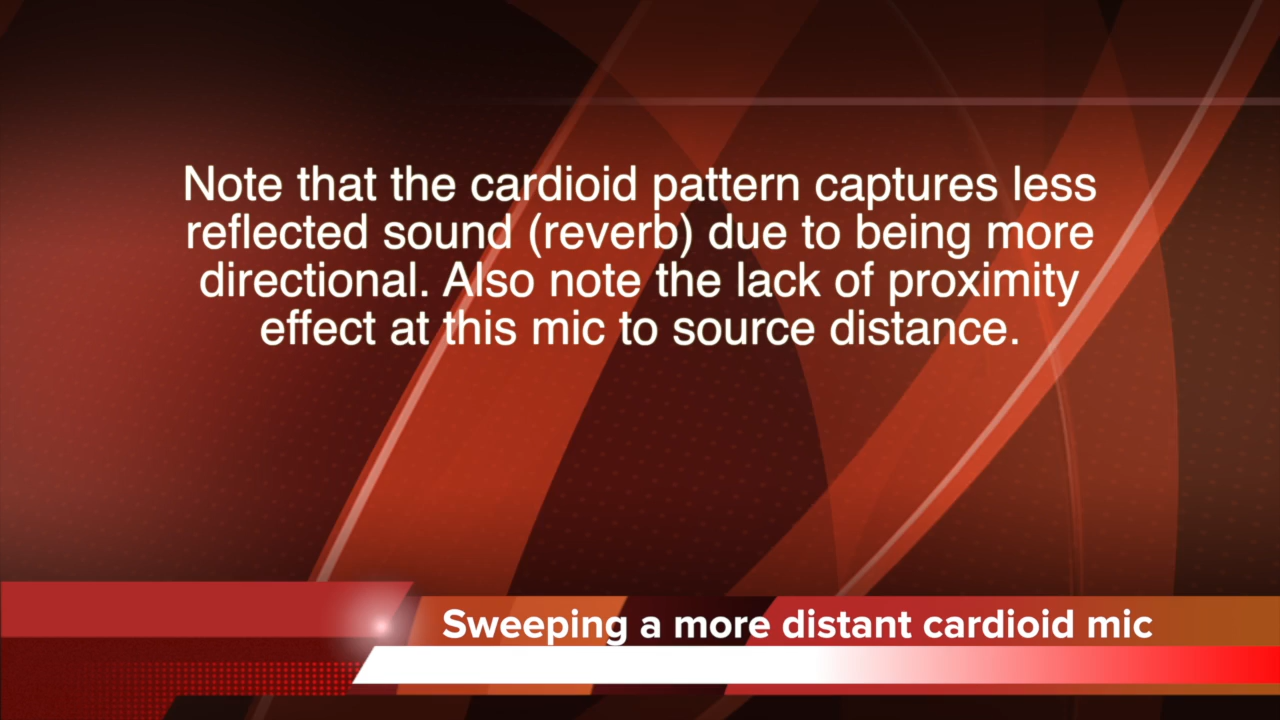 Note that the cardioid pattern captures less
reflected sound (reverb) due to being more
directional. Also note the lack of proximity
effect at this mic to source distance.
Sweeping a more distant cardioid mic